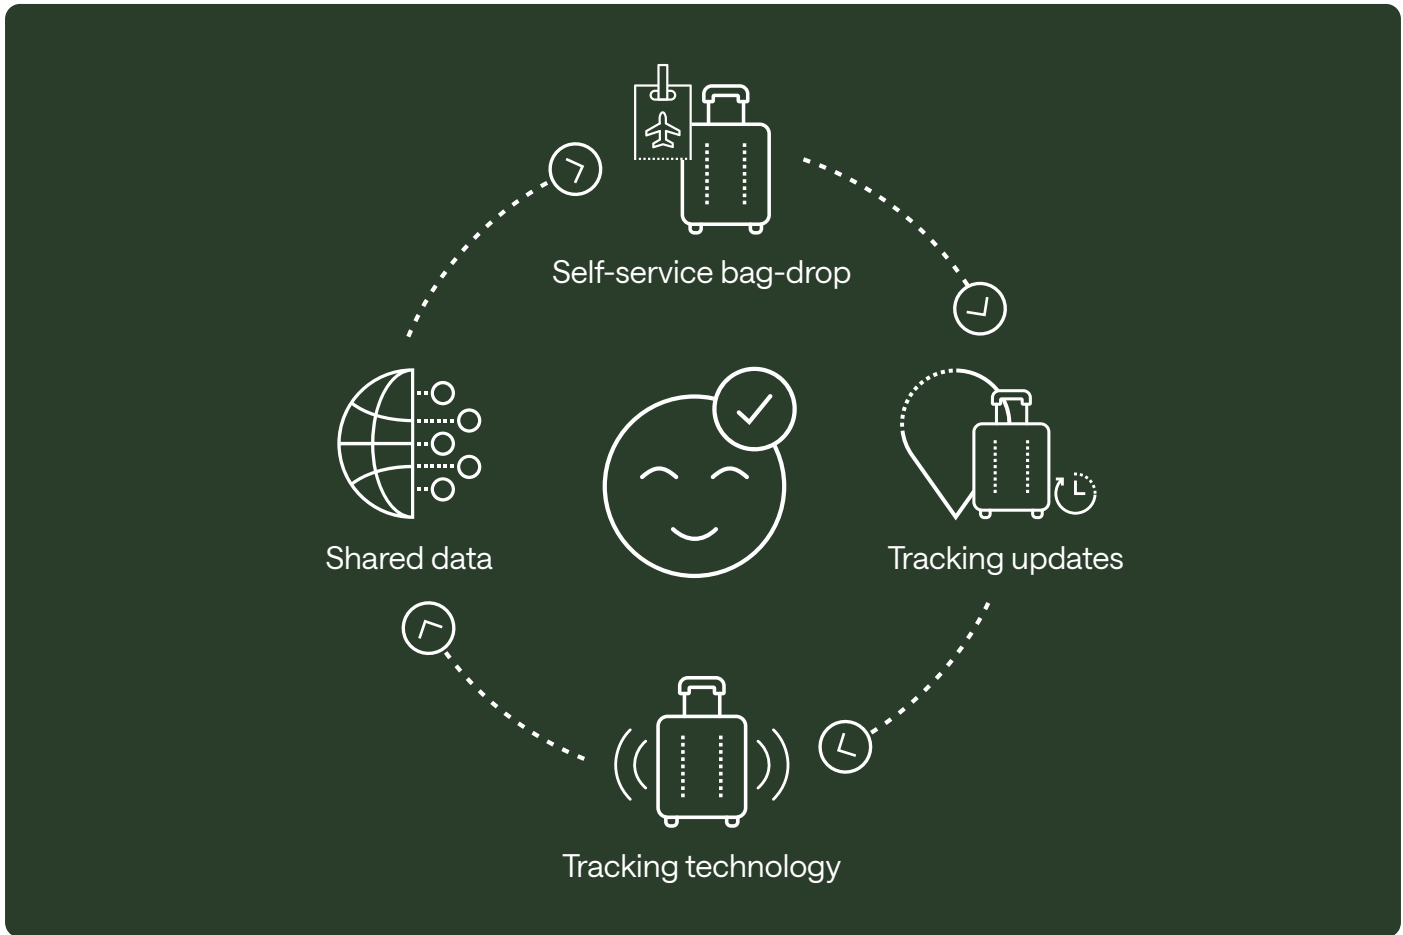 Self-service bag-drop
Shared data
Tracking updates
Tracking technology